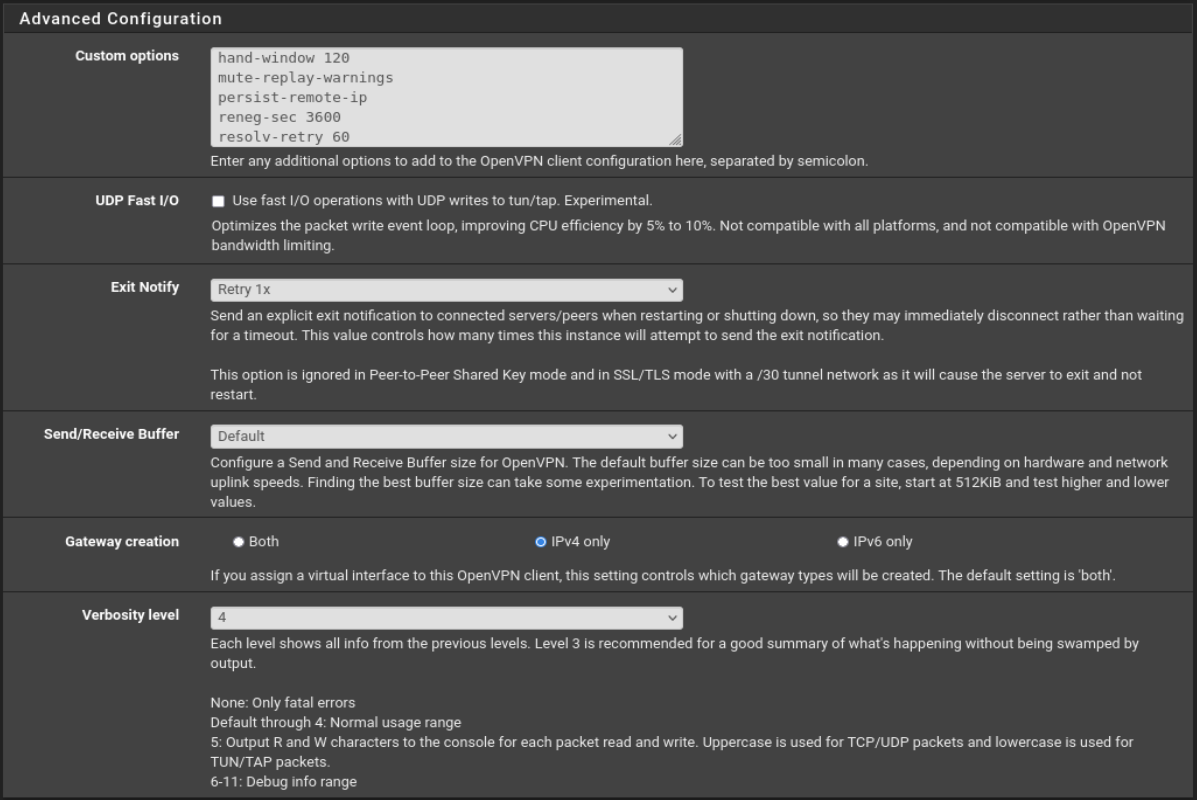 Advanced Configuration
Custom options
hand-window 120
mute-replay-warnings
persist-remote-ip
reneg-sec 3600
resolv-retry 60
Enter any additional options to add to the OpenVPN client configuration here, separated by semicolon.
UDP Fast I/O
Use fast I/O operations with UDP writes to tun/tap. Experimental.
Optimizes the packet write event loop, improving CPU efficiency by 5% to 10%. Not compatible with all platforms, and not compatible with OpenVPN
bandwidth limiting.
Exit Notify
Retry 1x
Send an explicit exit notification to connected servers/peers when restarting or shutting down, so they may immediately disconnect rather than waiting
for a timeout. This value controls how many times this instance will attempt to send the exit notification.
This option is ignored in Peer-to-Peer Shared Key mode and in SSL/TLS mode with a /30 tunnel network as it will cause the server to exit and not
restart.
Send/Receive Buffer
Default
Configure a Send and Receive Buffer size for OpenVPN. The default buffer size can be too small in many cases, depending on hardware and network
uplink speeds. Finding the best buffer size can take some experimentation. To test the best value for a site, start at 512KiB and test higher and lower
values.
Gateway creation
Both
IPv4 only
IPv6 only
If you assign a virtual interface to this OpenVPN client, this setting controls which gateway types will be created. The default setting is 'both'.
Verbosity level
4
Each level shows all info from the previous levels. Level 3 is recommended for a good summary of what's happening without being swamped by
output.
None: Only fatal errors
Default through 4: Normal usage range
5: Output R and W characters to the console for each packet read and write. Uppercase is used for TCP/UDP packets and lowercase is used for
TUN/TAP packets.
6-11: Debug info range